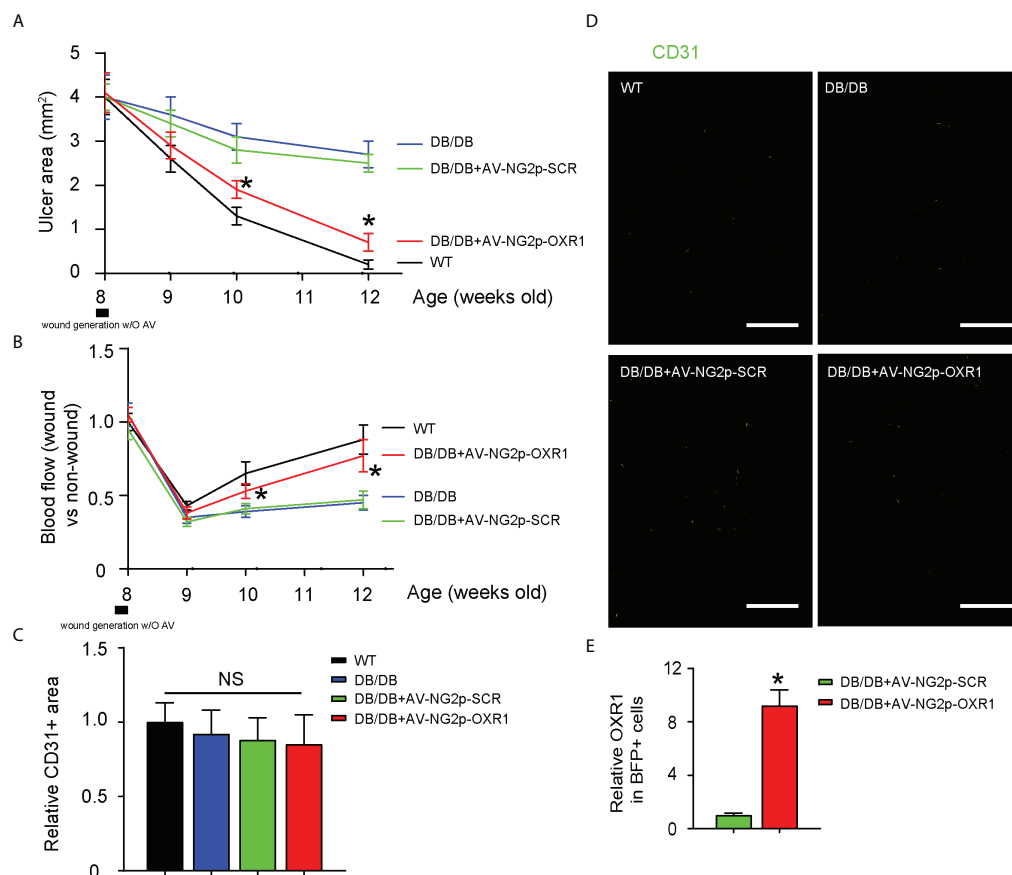 A
5
4
3
2
1
0
Ulcer area (mm²)
DB/DB
DB/DB+AV-NG2p-SCR
*
*
DB/DB+AV-NG2p-OXR1
WT
8 9 10 11 12 Age (weeks old)
wound generation w/O AV
B
1.5
1.0
0.5
0
Blood flow (wound
vs non-wound)
WT
DB/DB+AV-NG2p-OXR1
*
*
DB/DB
DB/DB+AV-NG2p-SCR
8 9 10 11 12 Age (weeks old)
wound generation w/O AV
C
1.5
1.0
0.5
0
Relative CD31+ area
NS
WT
DB/DB
DB/DB+AV-NG2p-SCR
DB/DB+AV-NG2p-OXR1
D
CD31
WT
DB/DB
DB/DB+AV-NG2p-SCR
DB/DB+AV-NG2p-OXR1
E
12
8
4
0
Relative OXR1
in BFP+ cells
*
DB/DB+AV-NG2p-SCR
DB/DB+AV-NG2p-OXR1